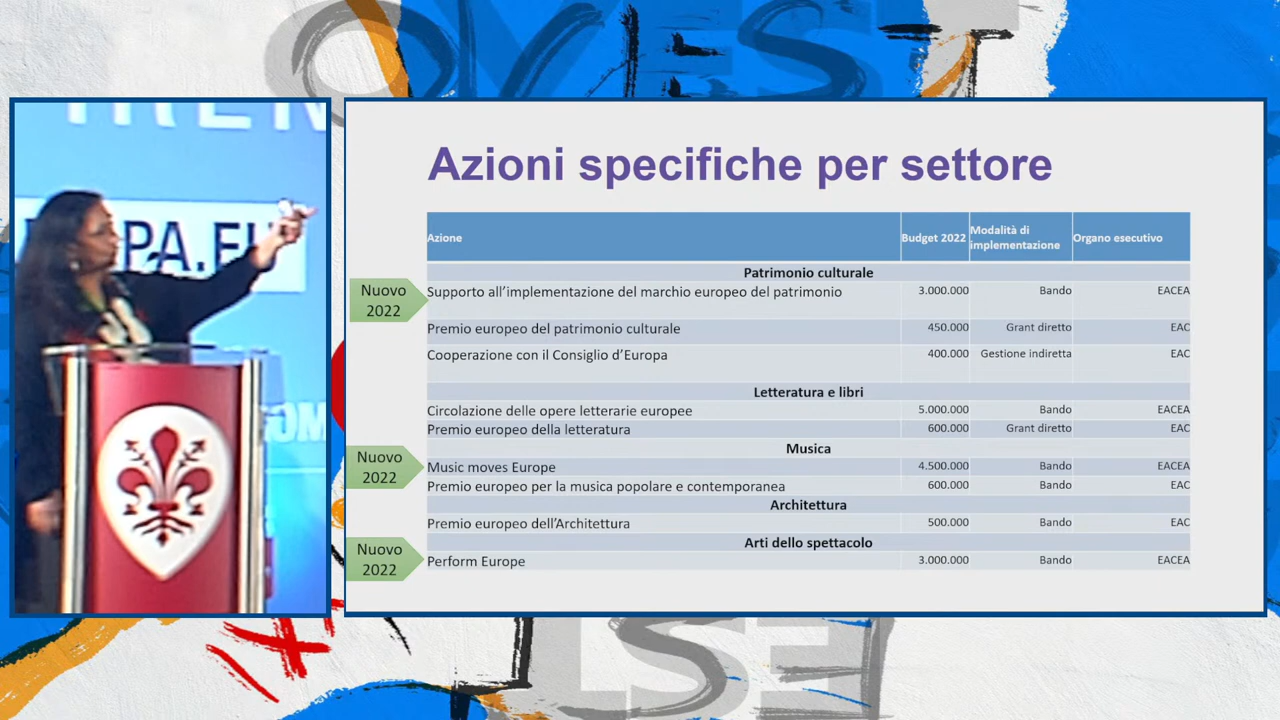 OVEST
TREN
OPA.EU
COM
Azioni specifiche per settore
Azione Budget 2022 Modalità di implementazione Organo esecutivo
Patrimonio culturale
Nuovo 2022
Supporto all’implementazione del marchio europeo del patrimonio 3.000.000 Bando EACEA
Premio europeo del patrimonio culturale 450.000 Grant diretto EAC
Cooperazione con il Consiglio d’Europa 400.000 Gestione indiretta EAC
Letteratura e libri
Circolazione delle opere letterarie europee 5.000.000 Bando EACEA
Premio europeo della letteratura 600.000 Grant diretto EAC
Musica
Nuovo 2022
Music moves Europe 4.500.000 Bando EACEA
Premio europeo per la musica popolare e contemporanea 600.000 Bando EAC
Architettura
Premio europeo dell’Architettura 500.000 Bando EAC
Arti dello spettacolo
Nuovo 2022
Perform Europe 3.000.000 Bando EACEA